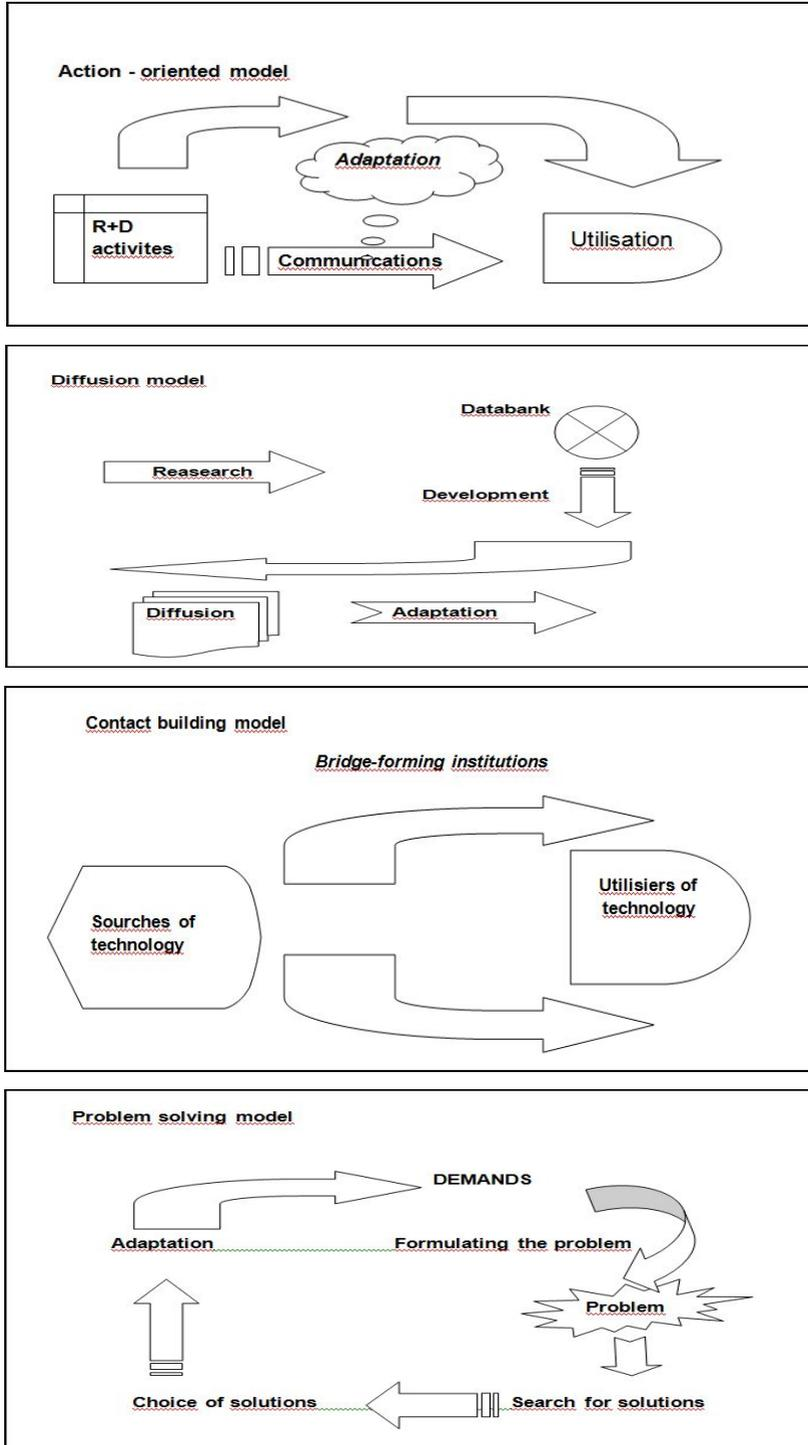 Action - oriented model
Adaptation
R+D
activites
Communications
Utilisation
Diffusion model
Databank
Reasearch
Development
Diffusion
Adaptation
Contact building model
Bridge-forming institutions
Sourches of
technology
Utilisiers of
technology
Problem solving model
DEMANDS
Adaptation
Formulating the problem
Problem
Choice of solutions
Search for solutions